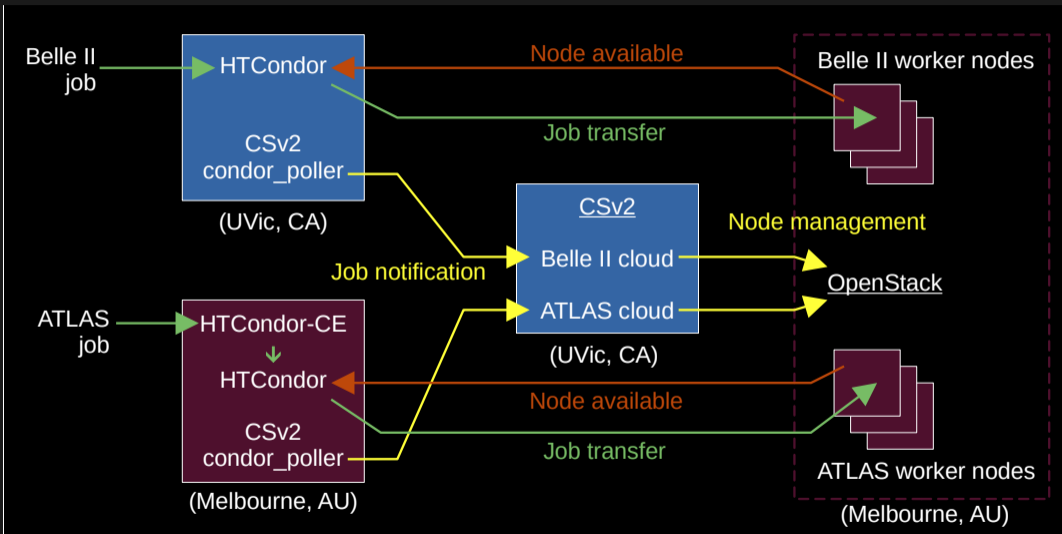 Belle II
job
HTCondor
CSv2
condor_poller
(UVic, CA)
Node available
Job transfer
Belle II worker nodes
CSv2
Belle II cloud
ATLAS cloud
(UVic, CA)
Job notification
Node management
OpenStack
ATLAS
job
HTCondor-CE
HTCondor
CSv2
condor_poller
(Melbourne, AU)
Node available
Job transfer
ATLAS worker nodes
(Melbourne, AU)